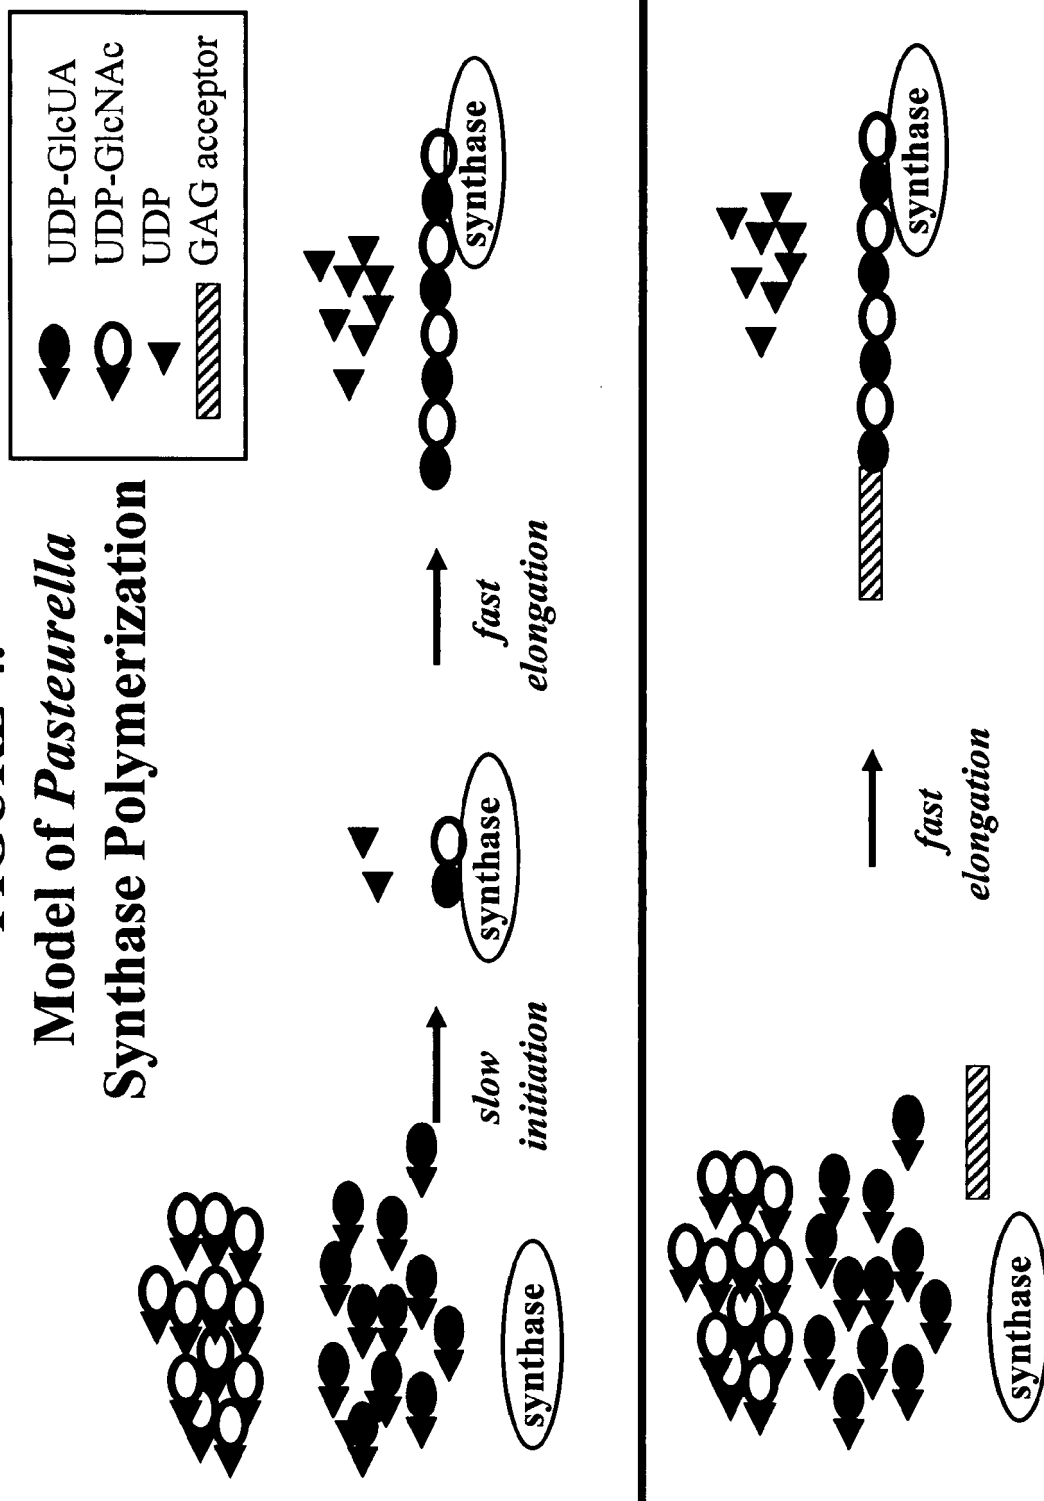 Model of Pasteurella
Synthase Polymerization
UDP-GlcUA
UDP-GlcNAc
UDP
GAG acceptor
synthase
slow
initiation
synthase
fast
elongation
synthase
synthase
fast
elongation
synthase